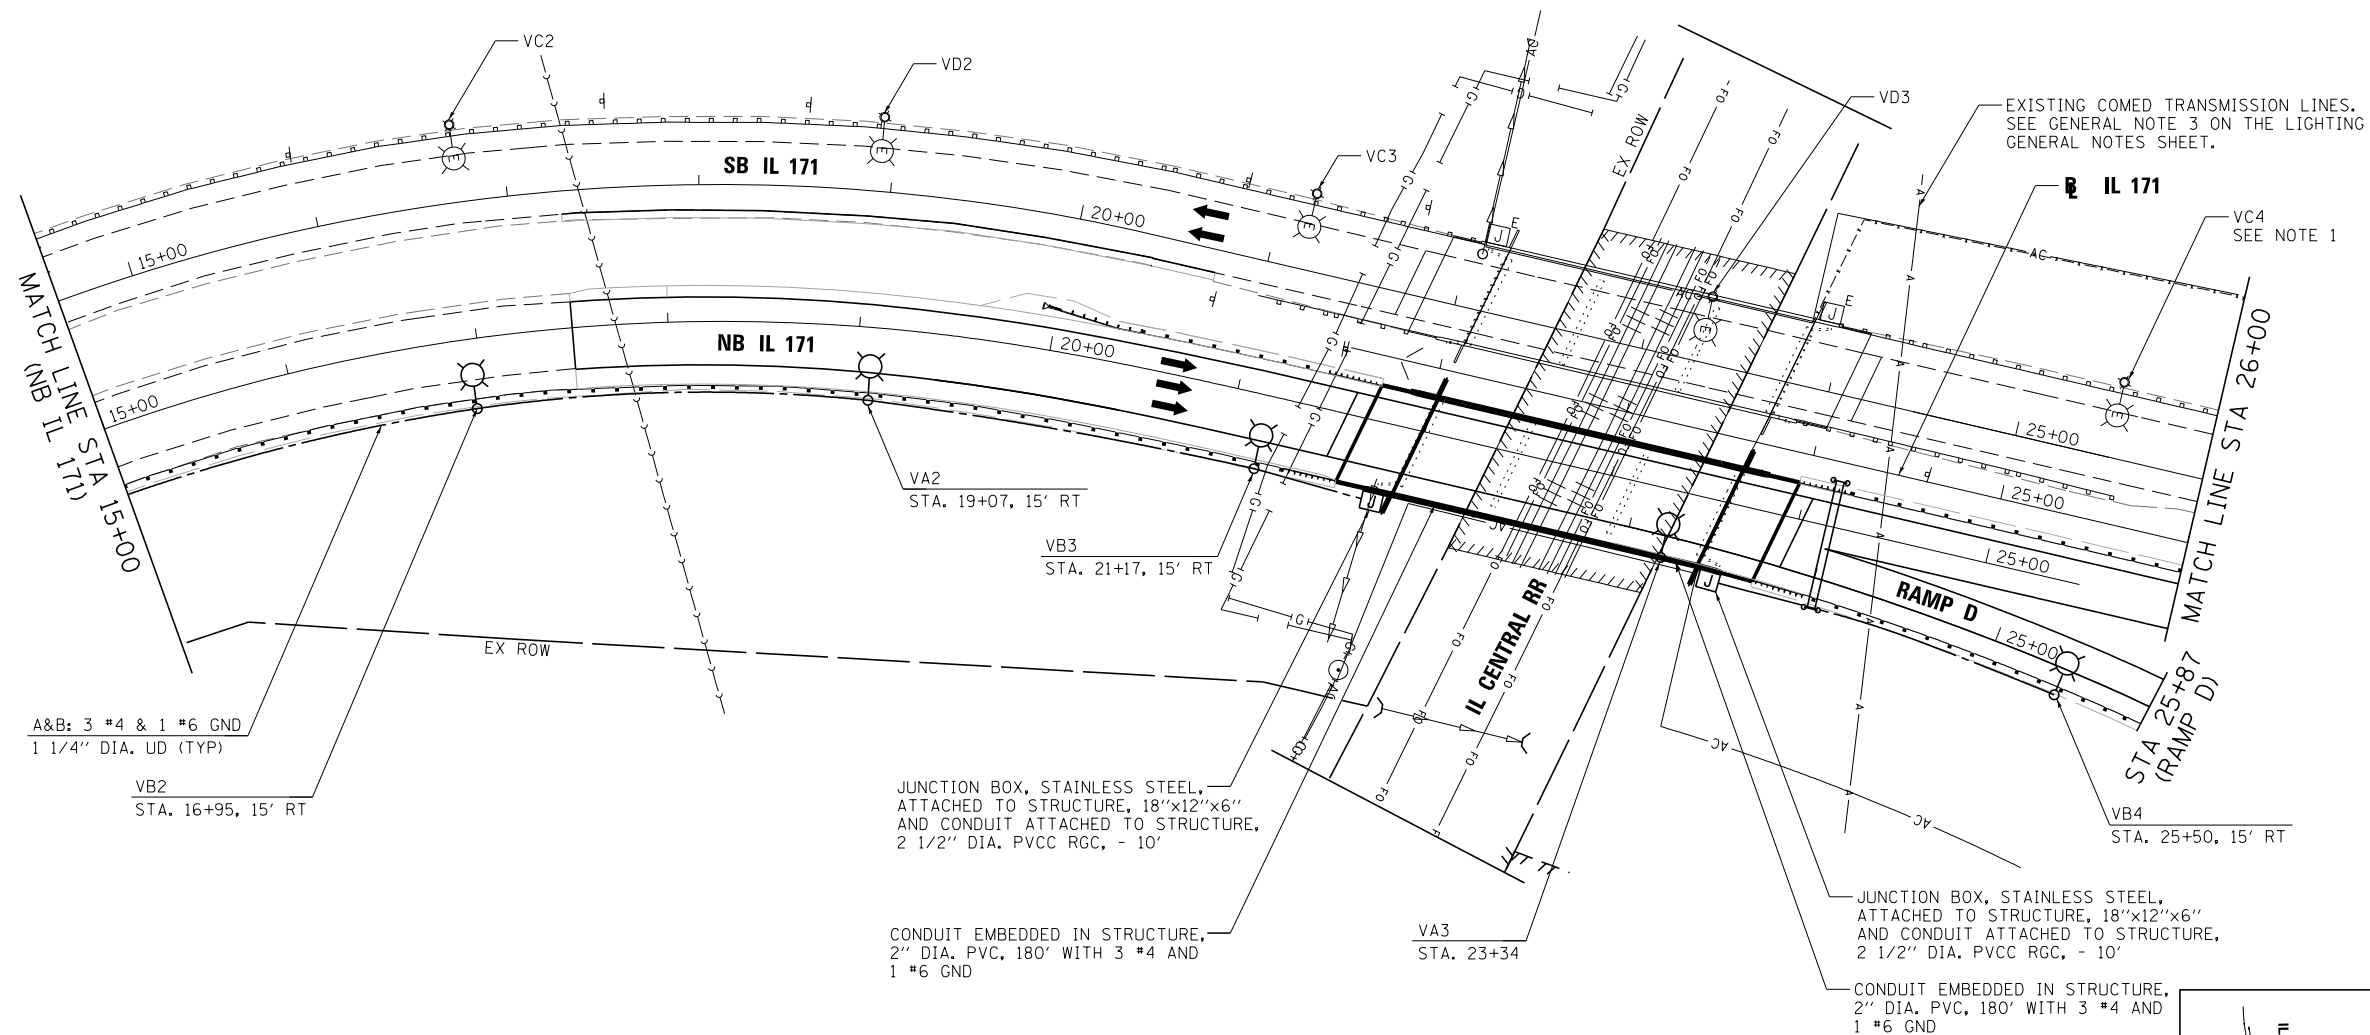 VC2
VD2
VC3
VD3
EXISTING COMED TRANSMISSION LINES.
SEE GENERAL NOTE 3 ON THE LIGHTING
GENERAL NOTES SHEET.
IL 171
VC4
SEE NOTE 1
SB IL 171
15+00
20+00
EX ROW
AC
AC
MATCH LINE STA 15+00
(NB IL 171)
NB IL 171
15+00
20+00
25+00
25+00
25+00
25+00
RAMP D
MATCH LINE STA 26+00
STA 25+87
(RAMP D)
VA2
STA. 19+07, 15' RT
VB3
STA. 21+17, 15' RT
IL CENTRAL RR
EX ROW
A&B: 3 #4 & 1 #6 GND
1 1/4" DIA. UD (TYP)
VB2
STA. 16+95, 15' RT
JUNCTION BOX, STAINLESS STEEL,
ATTACHED TO STRUCTURE, 18"x12"x6"
AND CONDUIT ATTACHED TO STRUCTURE,
2 1/2" DIA. PVCC RGC, - 10'
CONDUIT EMBEDDED IN STRUCTURE,
2" DIA. PVC, 180' WITH 3 #4 AND
1 #6 GND
VA3
STA. 23+34
AC
AC
VB4
STA. 25+50, 15' RT
JUNCTION BOX, STAINLESS STEEL,
ATTACHED TO STRUCTURE, 18"x12"x6"
AND CONDUIT ATTACHED TO STRUCTURE,
2 1/2" DIA. PVCC RGC, - 10'
CONDUIT EMBEDDED IN STRUCTURE,
2" DIA. PVC, 180' WITH 3 #4 AND
1 #6 GND